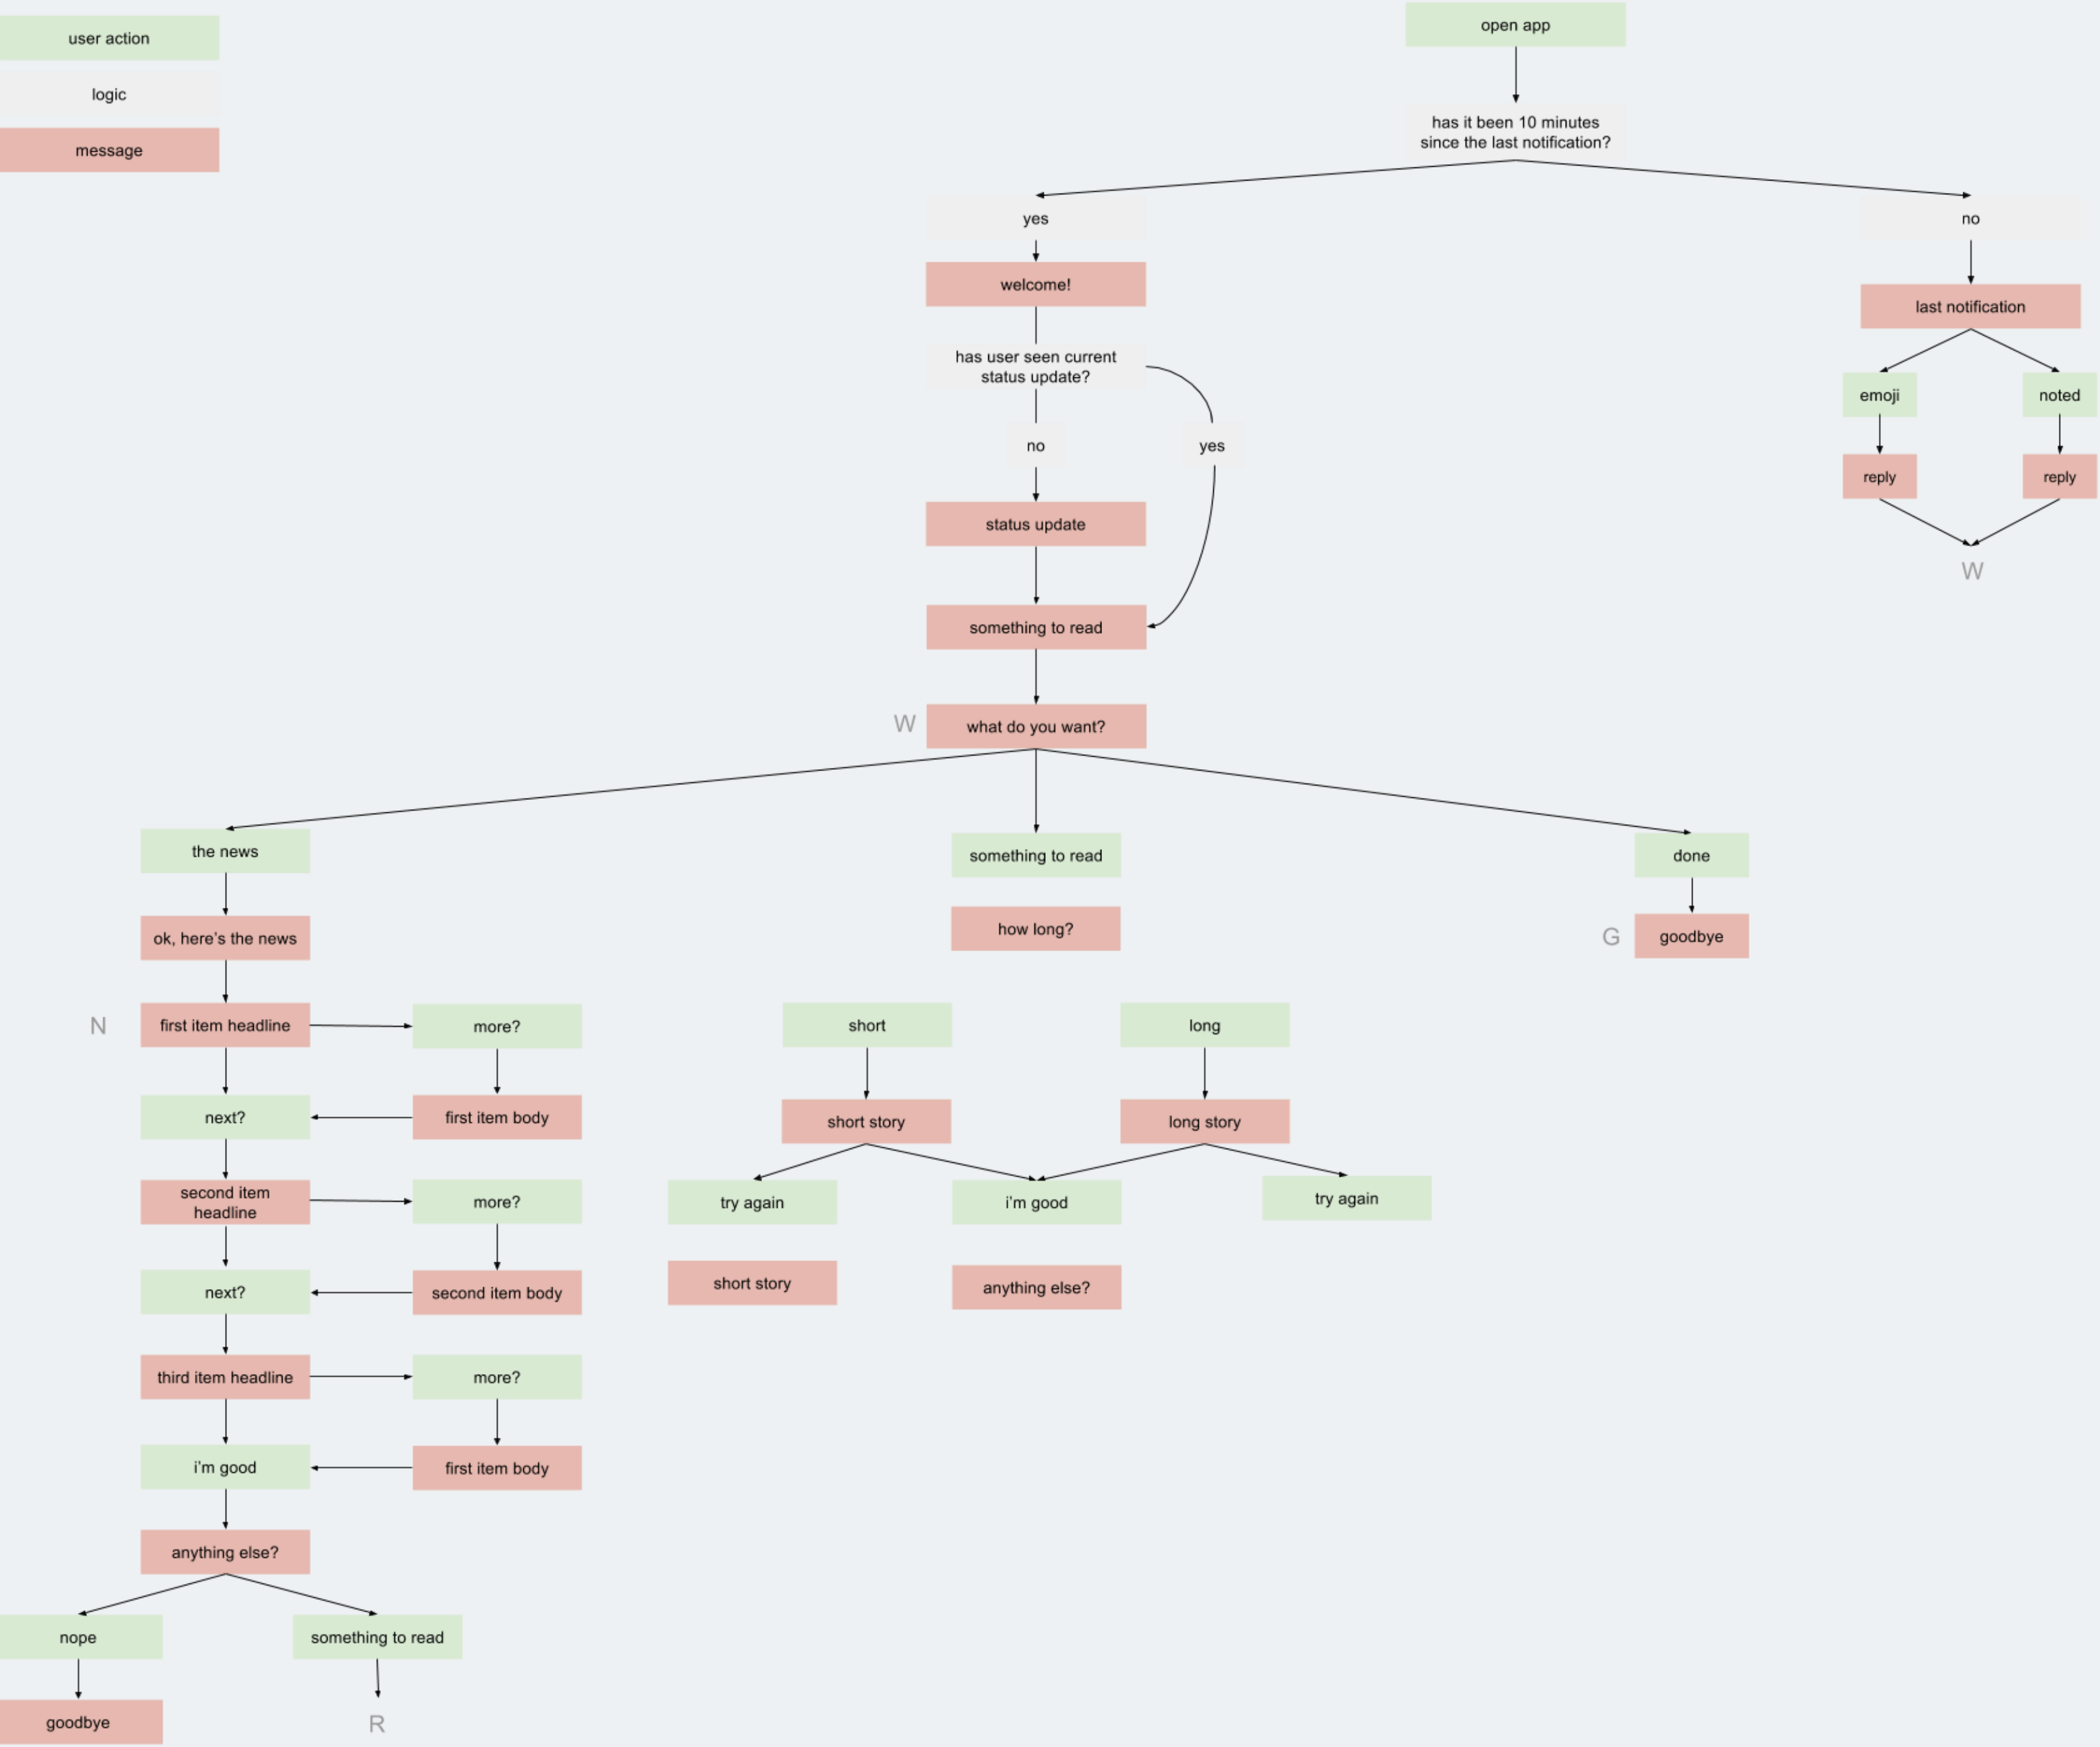 user action
logic
message
open app
has it been 10 minutes
since the last notification?
yes
no
welcome!
last notification
has user seen current
status update?
emoji
noted
no
yes
reply
reply
status update
W
something to read
W
what do you want?
the news
something to read
done
ok, here's the news
how long?
G
goodbye
N
first item headline
more?
short
long
next?
first item body
short story
long story
second item
headline
more?
try again
i'm good
try again
next?
second item body
short story
anything else?
third item headline
more?
i'm good
first item body
anything else?
nope
something to read
goodbye
R